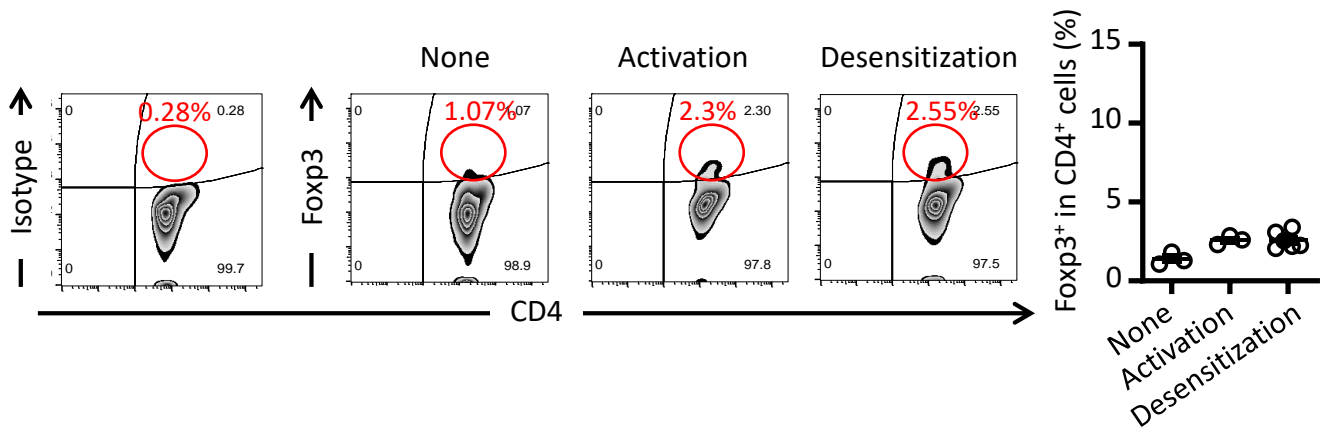 None
Activation
Desensitization
Isotype
0
0.28%
0.28
0
99.7
Foxp3
0
1.07%
0
98.9
2.3%
0
2.30
0
97.8
2.55%
0
2.55
0
97.5
CD4
Foxp3+ in CD4+ cells (%)
15
10
5
0
None
Activation
Desensitization